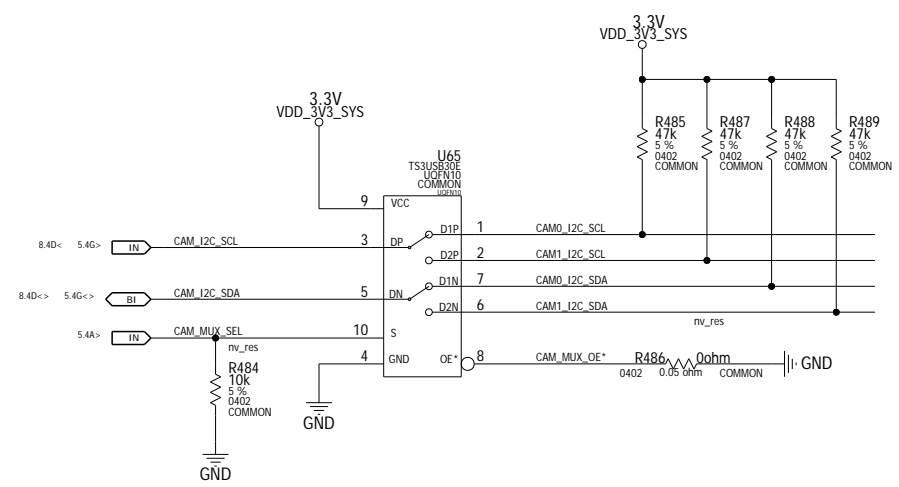 3.3V
VDD_3V3_SYS
3.3V
VDD_3V3_SYS
R485
47k
5 %
0402
COMMON
R487
47k
5 %
0402
COMMON
R488
47k
5 %
0402
COMMON
R489
47k
5 %
0402
COMMON
U65
TS3USB30E
UQFN10
COMMON
UQFN10
9 VCC
8.4D< 5.4G> IN CAM_I2C_SCL 3 DP D1P 1 CAM0_I2C_SCL
D2P 2 CAM1_I2C_SCL
8.4D<> 5.4G<> BI CAM_I2C_SDA 5 DN D1N 7 CAM0_I2C_SDA
D2N 6 CAM1_I2C_SDA
nv_res
5.4A> IN CAM_MUX_SEL 10 S
nv_res
4 GND OE* 8 CAM_MUX_OE* R486 0ohm GND
0402 0.05 ohm COMMON
R484
10k
5 %
0402
COMMON
GND
GND